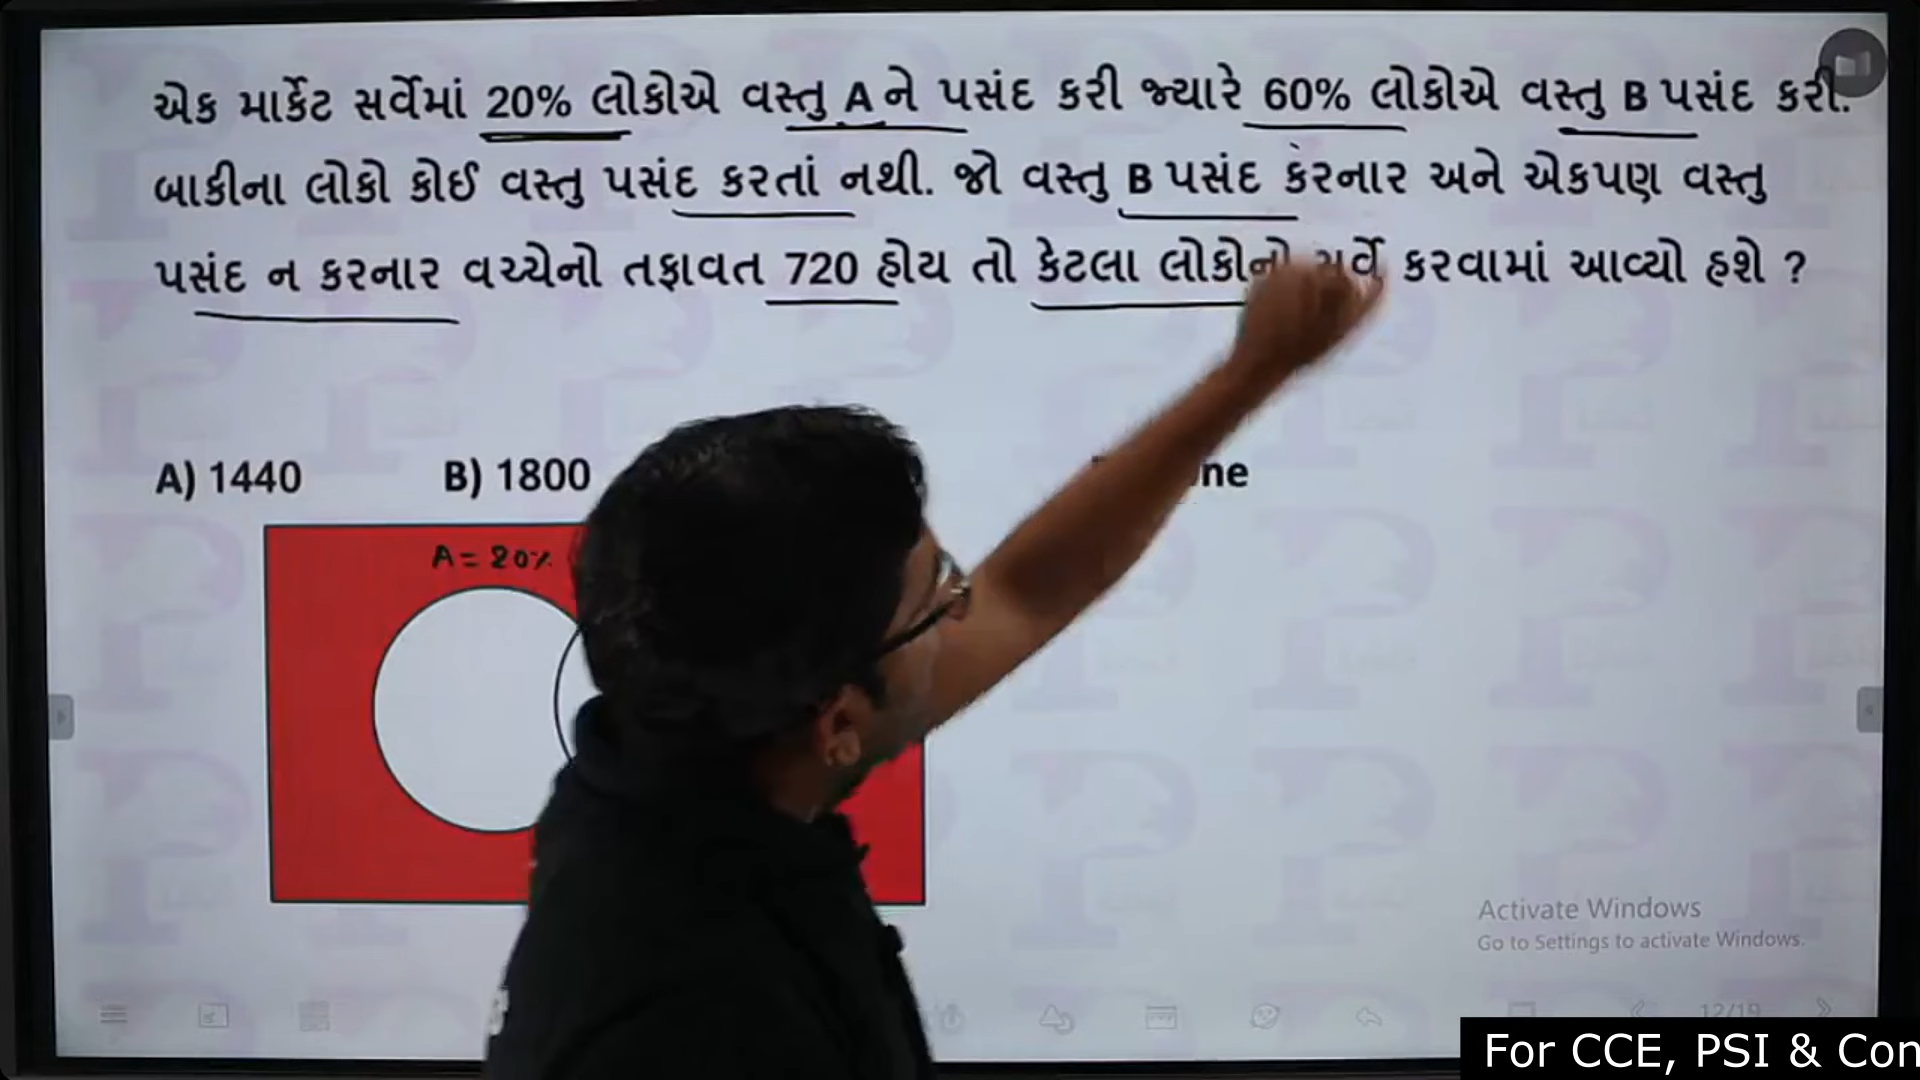 એક માર્કેટ સર્વેમાં 20% લોકોએ વસ્તુ A ને પસંદ કરી જ્યારે 60% લોકોએ વસ્તુ B પસંદ કરી.
બાકીના લોકો કોઈ વસ્તુ પસંદ કરતાં નથી. જો વસ્તુ B પસંદ કરનાર અને એકપણ વસ્તુ
પસંદ ન કરનાર વચ્ચેનો તફાવત 720 હોય તો કેટલા લોકોનો સર્વે કરવામાં આવ્યો હશે ?
A) 1440 B) 1800
A = 20%
Activate Windows
Go to Settings to activate Windows.
12/19
For CCE, PSI & Con